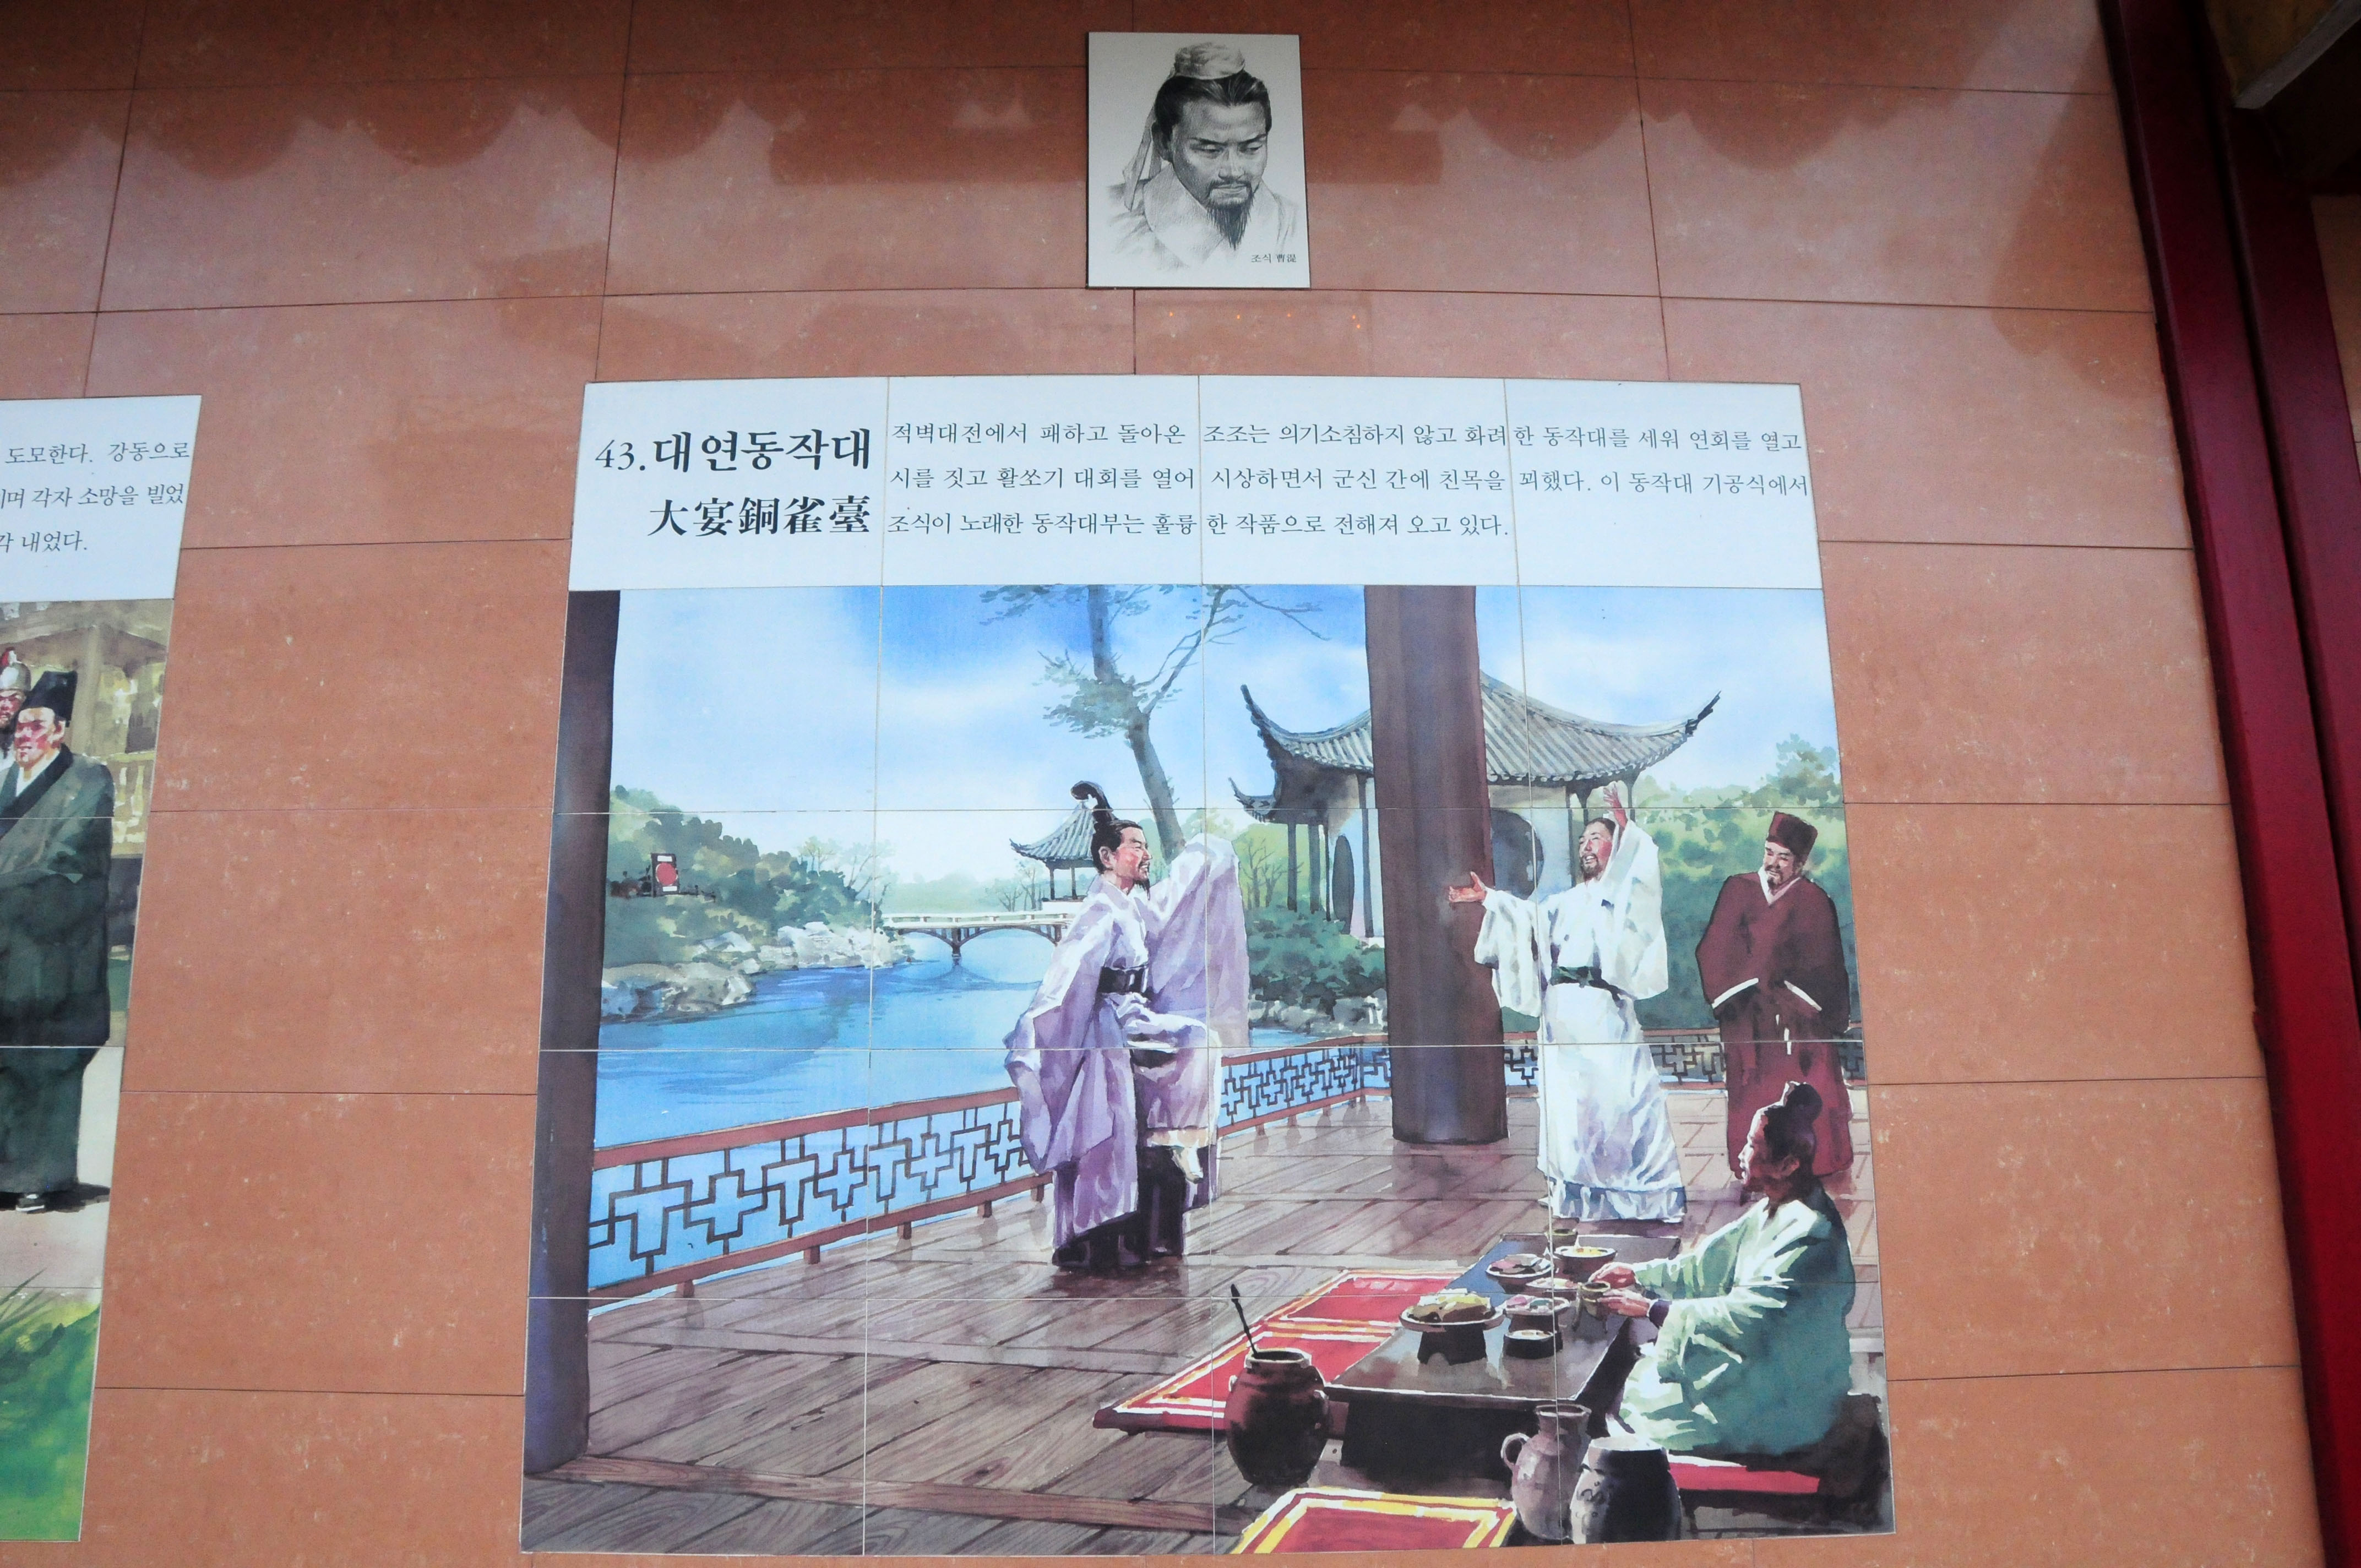 조식 曹湜
도모한다. 강동으로
며 각자 소망을 빌었
각 내었다.
43. 대연동작대
大宴銅雀臺
적벽대전에서 패하고 돌아온 조조는 의기소침하지 않고 화려한 동작대를 세워 연회를 열고
시를 짓고 활쏘기 대회를 열어 시상하면서 군신 간에 친목을 꾀했다. 이 동작대 기공식에서
조식이 노래한 동작대부는 훌륭한 작품으로 전해져 오고 있다.